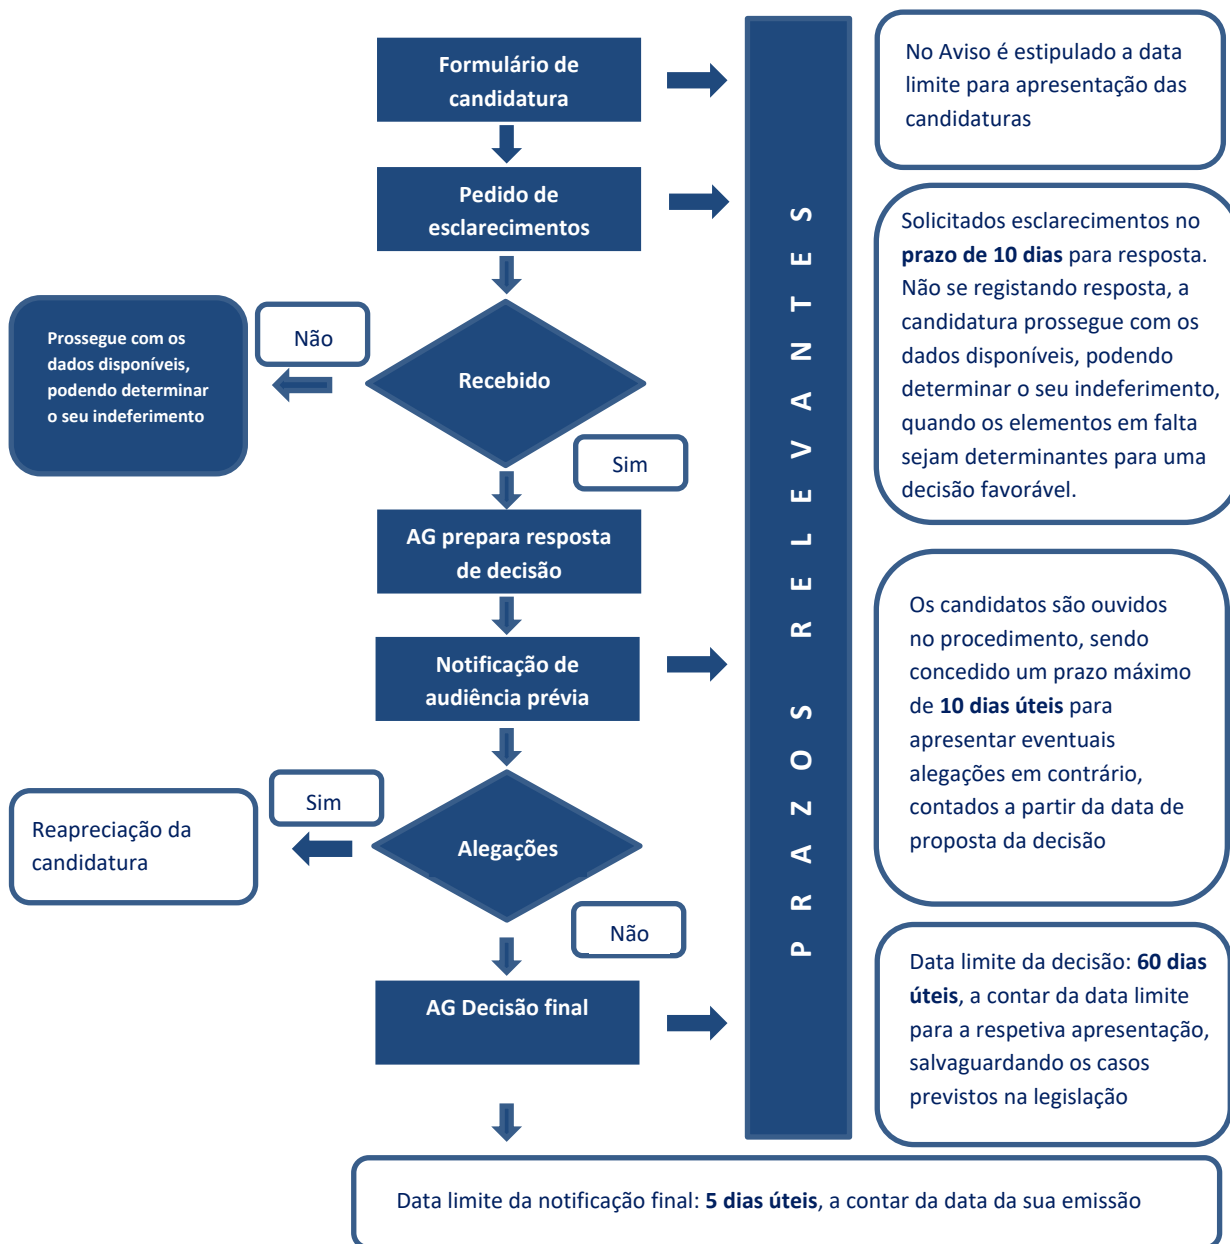 Formulário de
candidatura
No Aviso é estipulado a data
limite para apresentação das
candidaturas
Pedido de
esclarecimentos
Solicitados esclarecimentos no
prazo de 10 dias para resposta.
Não se registando resposta, a
candidatura prossegue com os
dados disponíveis, podendo
determinar o seu indeferimento,
quando os elementos em falta
sejam determinantes para uma
decisão favorável.
Recebido
Não
Prossegue com os
dados disponíveis,
podendo determinar
o seu indeferimento
Sim
AG prepara resposta
de decisão
Notificação de
audiência prévia
Os candidatos são ouvidos
no procedimento, sendo
concedido um prazo máximo
de 10 dias úteis para
apresentar eventuais
alegações em contrário,
contados a partir da data de
proposta da decisão
Alegações
Sim
Reapreciação da
candidatura
Não
AG Decisão final
Data limite da decisão: 60 dias
úteis, a contar da data limite
para a respetiva apresentação,
salvaguardando os casos
previstos na legislação
PRAZOS RELEVANTES
Data limite da notificação final: 5 dias úteis, a contar da data da sua emissão